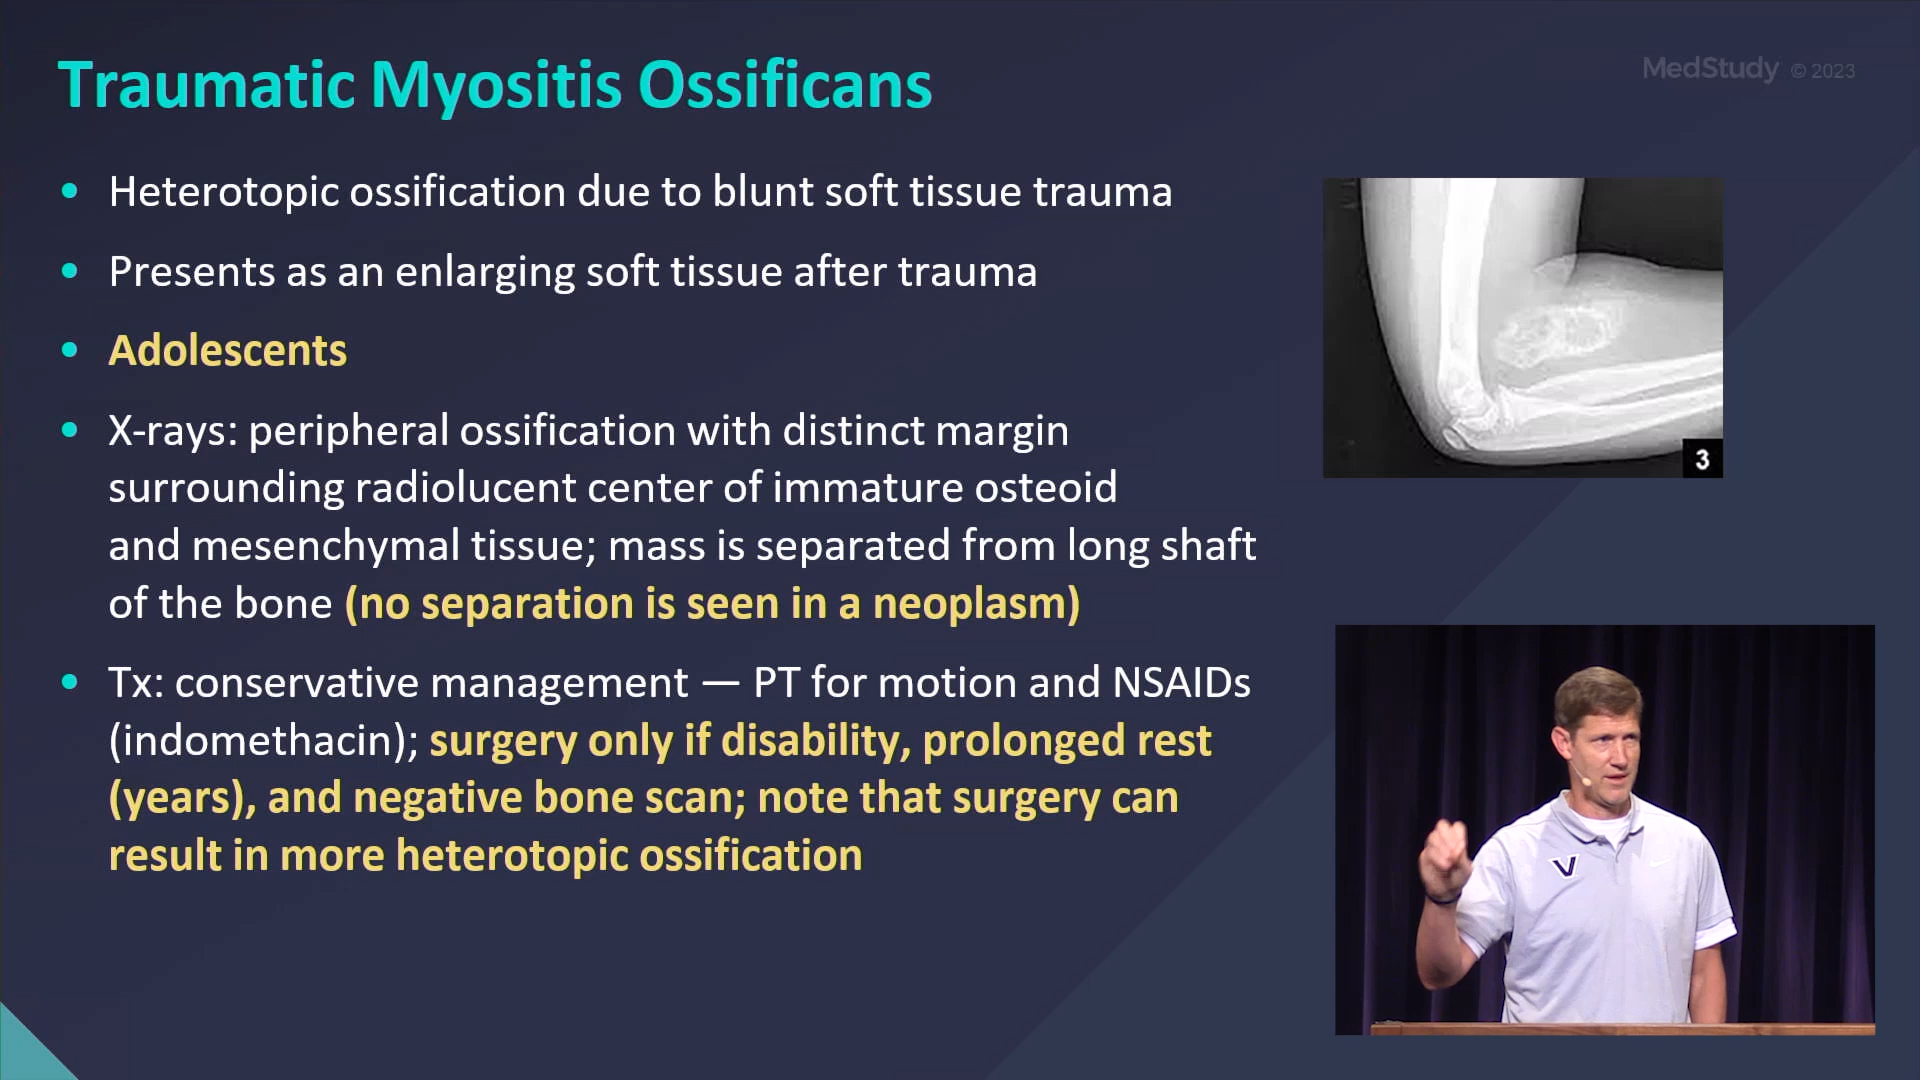 Traumatic Myositis Ossificans
MedStudy © 2023
• Heterotopic ossification due to blunt soft tissue trauma
• Presents as an enlarging soft tissue after trauma
• Adolescents
• X-rays: peripheral ossification with distinct margin
surrounding radiolucent center of immature osteoid
and mesenchymal tissue; mass is separated from long shaft
of the bone (no separation is seen in a neoplasm)
• Tx: conservative management — PT for motion and NSAIDs
(indomethacin); surgery only if disability, prolonged rest
(years), and negative bone scan; note that surgery can
result in more heterotopic ossification
3
V